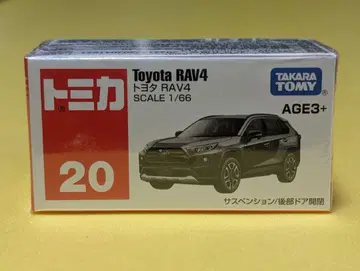 トミカ
20
Toyota RAV4
トヨタ RAV4
SCALE 1/66
TAKARA
TOMY
AGE3+
サスペンション/後部ドア開閉